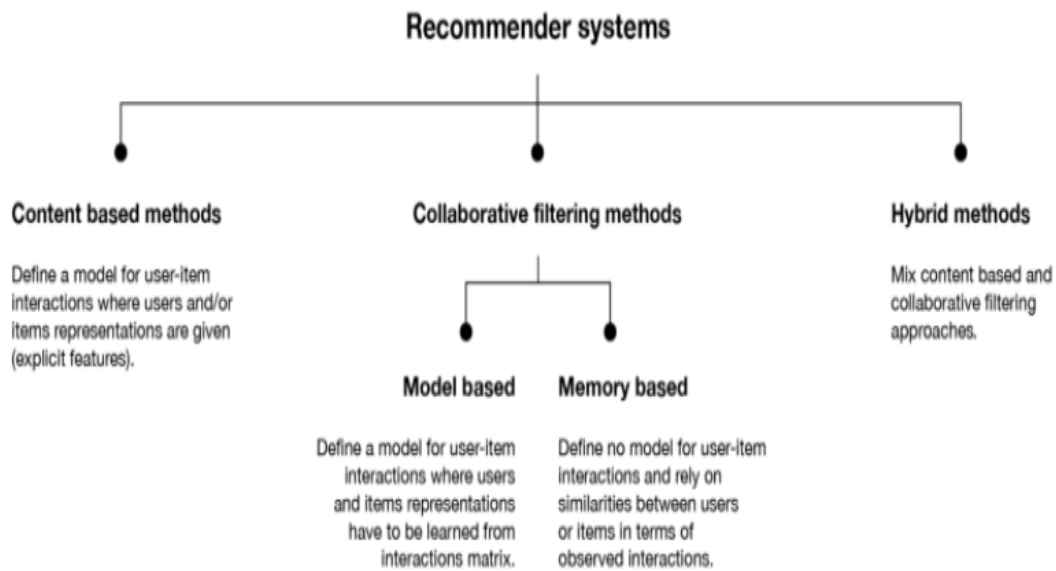 Recommender systems
Content based methods
Define a model for user-item
interactions where users and/or
items representations are given
(explicit features).
Collaborative filtering methods
Model based
Define a model for user-item
interactions where users
and items representations
have to be learned from
interactions matrix.
Memory based
Define no model for user-item
interactions and rely on
similarities between users
or items in terms of
observed interactions.
Hybrid methods
Mix content based and
collaborative filtering
approaches.